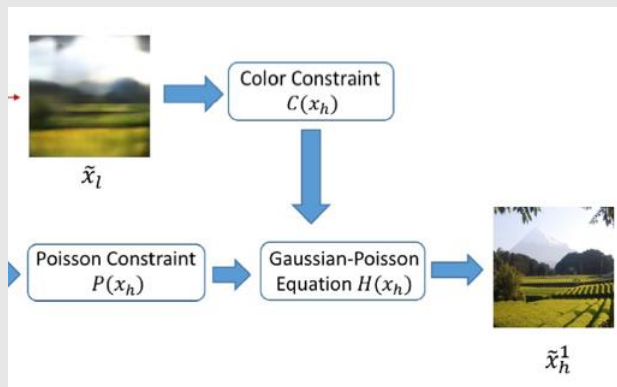 Color Constraint
C(x_h)
x̃_l
Poisson Constraint
P(x_h)
Gaussian-Poisson
Equation H(x_h)
x̃_h^1